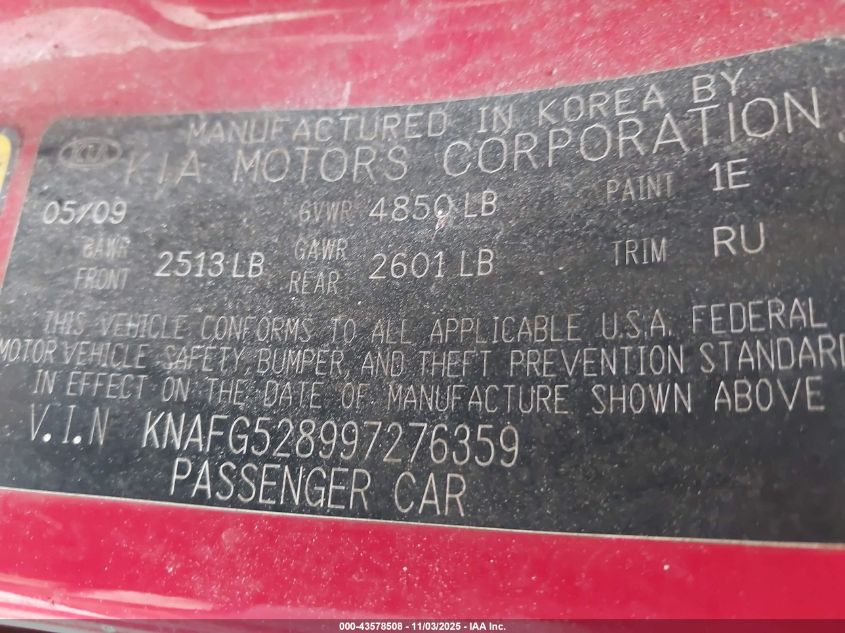 MANUFACTURED IN KOREA BY
KIA KIA MOTORS CORPORATION
05/09 GVWR 4850 LB PAINT 1E
GAWR FRONT 2513 LB GAWR REAR 2601 LB TRIM RU
THIS VEHICLE CONFORMS TO ALL APPLICABLE U.S.A. FEDERAL
MOTOR VEHICLE SAFETY, BUMPER, AND THEFT PREVENTION STANDARD
IN EFFECT ON THE DATE OF MANUFACTURE SHOWN ABOVE
V.I.N KNAFG528997276359
PASSENGER CAR
000-43578508 - 11/03/2025 - IAA Inc.